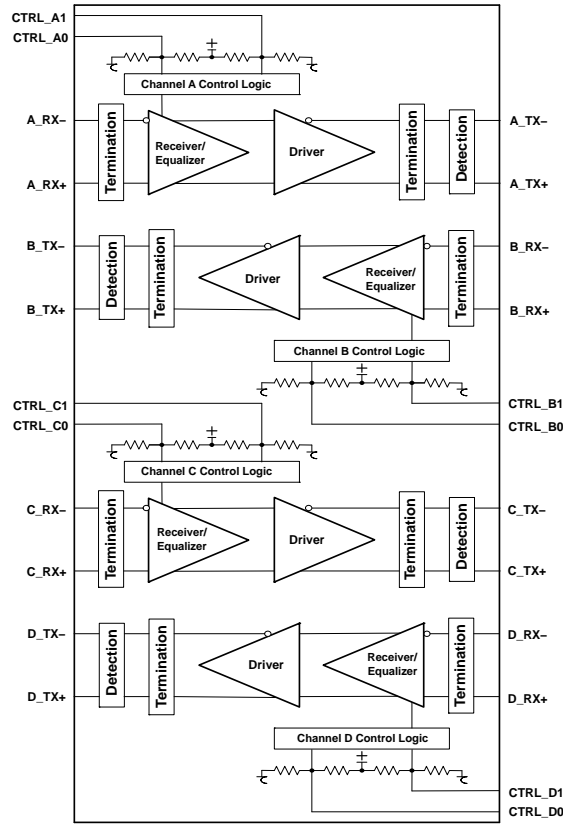 CTRL_A1
CTRL_A0
Channel A Control Logic
A_RX–
A_RX+
Termination
Receiver/
Equalizer
Driver
Termination
Detection
A_TX–
A_TX+
B_TX–
B_TX+
Detection
Termination
Driver
Receiver/
Equalizer
Termination
B_RX–
B_RX+
Channel B Control Logic
CTRL_B1
CTRL_B0
CTRL_C1
CTRL_C0
Channel C Control Logic
C_RX–
C_RX+
Termination
Receiver/
Equalizer
Driver
Termination
Detection
C_TX–
C_TX+
D_TX–
D_TX+
Detection
Termination
Driver
Receiver/
Equalizer
Termination
D_RX–
D_RX+
Channel D Control Logic
CTRL_D1
CTRL_D0